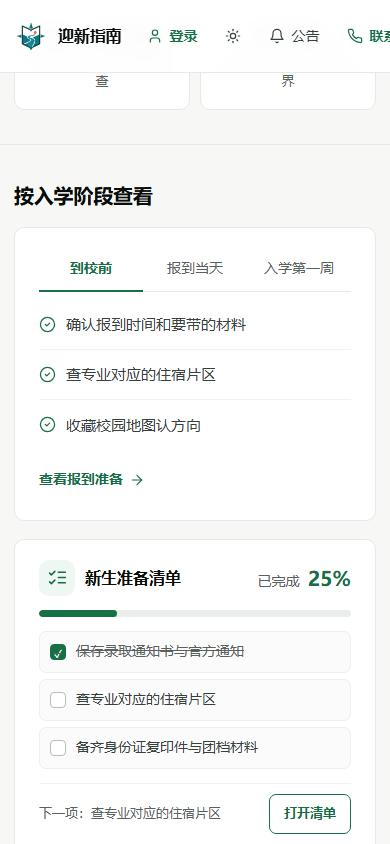 迎新指南 登录 公告 联系
查 界
按入学阶段查看
到校前 报到当天 入学第一周
确认报到时间和要带的材料
查专业对应的住宿片区
收藏校园地图认方向
查看报到准备
新生准备清单 已完成 25%
保存录取通知书与官方通知
查专业对应的住宿片区
备齐身份证复印件与团档材料
下一项：查专业对应的住宿片区 打开清单